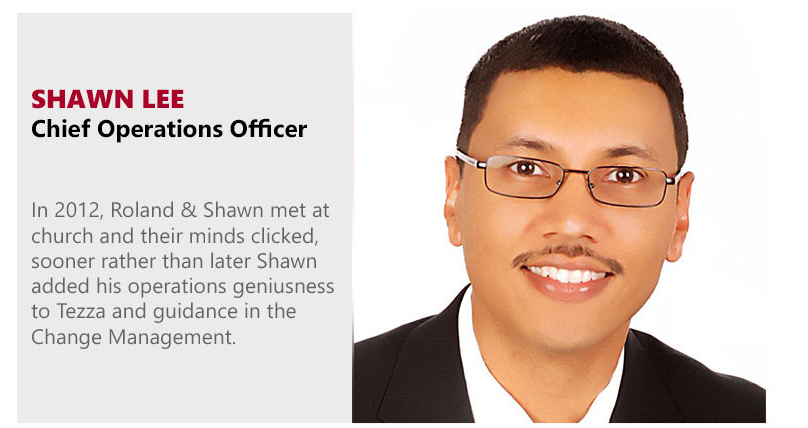 SHAWN LEE
Chief Operations Officer
In 2012, Roland & Shawn met at
church and their minds clicked,
sooner rather than later Shawn
added his operations geniusness
to Tezza and guidance in the
Change Management.